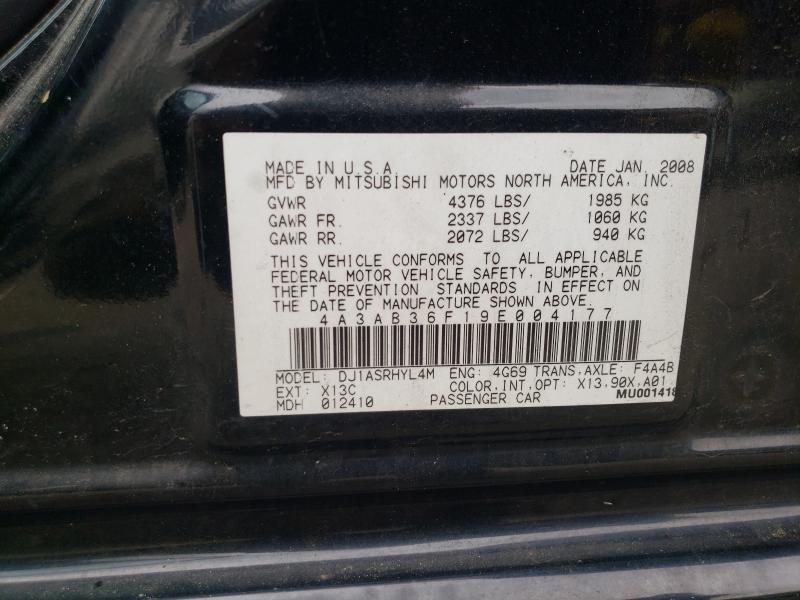 MADE IN U.S.A. DATE JAN, 2008
MFD BY MITSUBISHI MOTORS NORTH AMERICA, INC.
GVWR 4376 LBS/ 1985 KG
GAWR FR. 2337 LBS/ 1060 KG
GAWR RR. 2072 LBS/ 940 KG
THIS VEHICLE CONFORMS TO ALL APPLICABLE
FEDERAL MOTOR VEHICLE SAFETY, BUMPER, AND
THEFT PREVENTION STANDARDS IN EFFECT ON
THE DATE OF MANUFACTURE SHOWN ABOVE.
4A3AB36F19E004177
MODEL: DJ1ASRHYL4M ENG: 4G69 TRANS,AXLE: F4A4B
EXT: X13C COLOR,INT,OPT: X13,90X,A01
MDH 012410 PASSENGER CAR MU001418